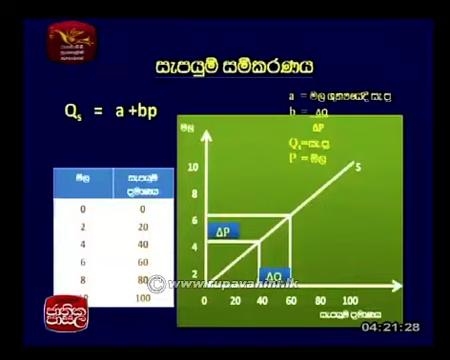 සැපයුම් සමීකරණය
Qs = a +bp
a = මිල ශුන්‍යයේදී සැ.ප්‍ර
b = ΔQ
ΔP
Qs=සැ.ප්‍ර
P = මිල
මිල සැපයුම් ප්‍රමාණය
0 0
2 20
4 40
6 60
8 80
100
මිල
10
8
6
4
2
S
ΔP
ΔQ
0 20 40 60 80 100
සැපයුම් ප්‍රමාණය
© www.rupavahini.lk
ජාතික
පාසල
04:21:28